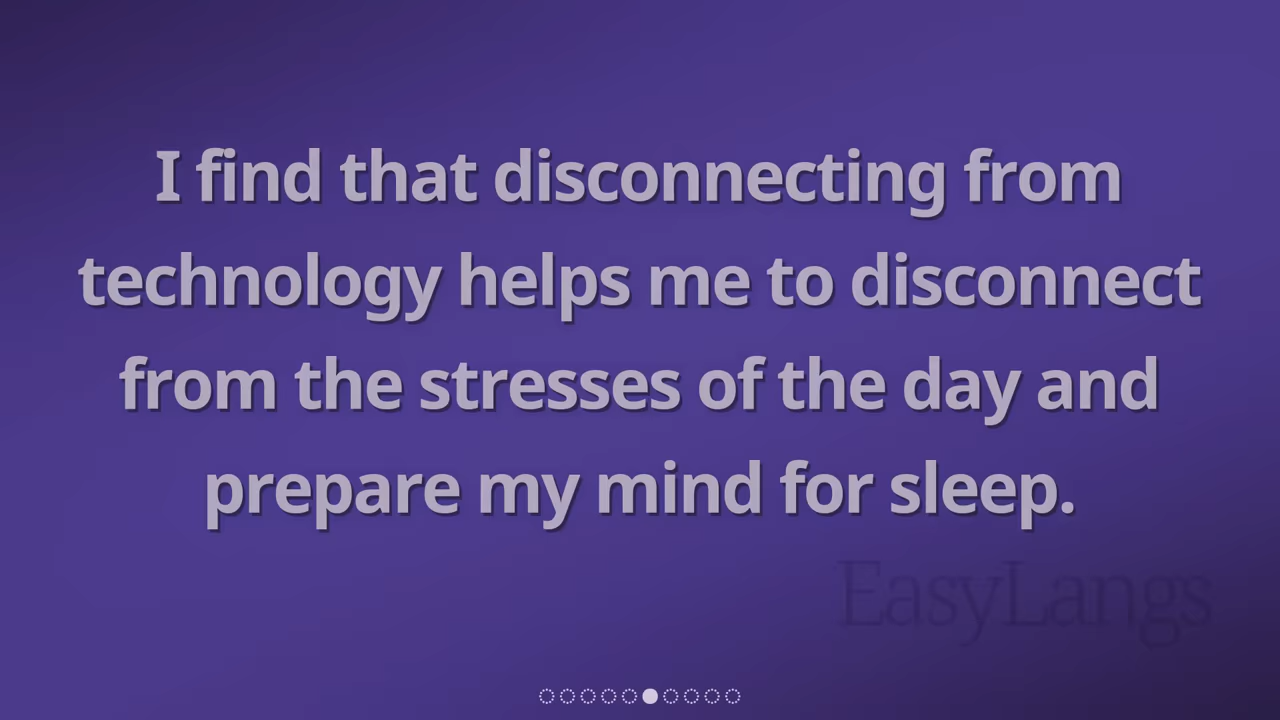 I find that disconnecting from
technology helps me to disconnect
from the stresses of the day and
prepare my mind for sleep.
EasyLangs